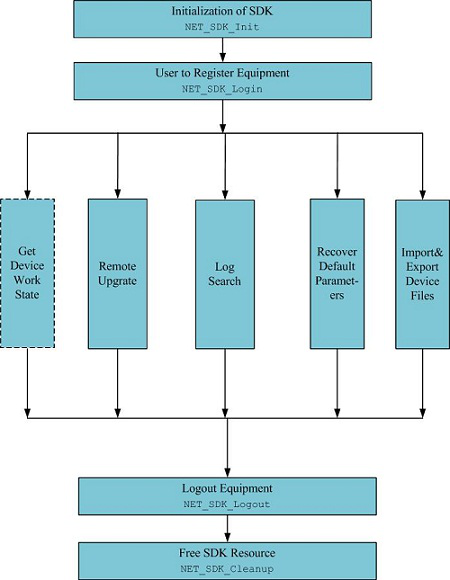 Initialization of SDK
NET_SDK_Init
User to Register Equipment
NET_SDK_Login
Get
Device
Work
State
Remote
Upgrate
Log
Search
Recover
Default
Paramet-
ers
Import&
Export
Device
Files
Logout Equipment
NET_SDK_Logout
Free SDK Resource
NET_SDK_Cleanup